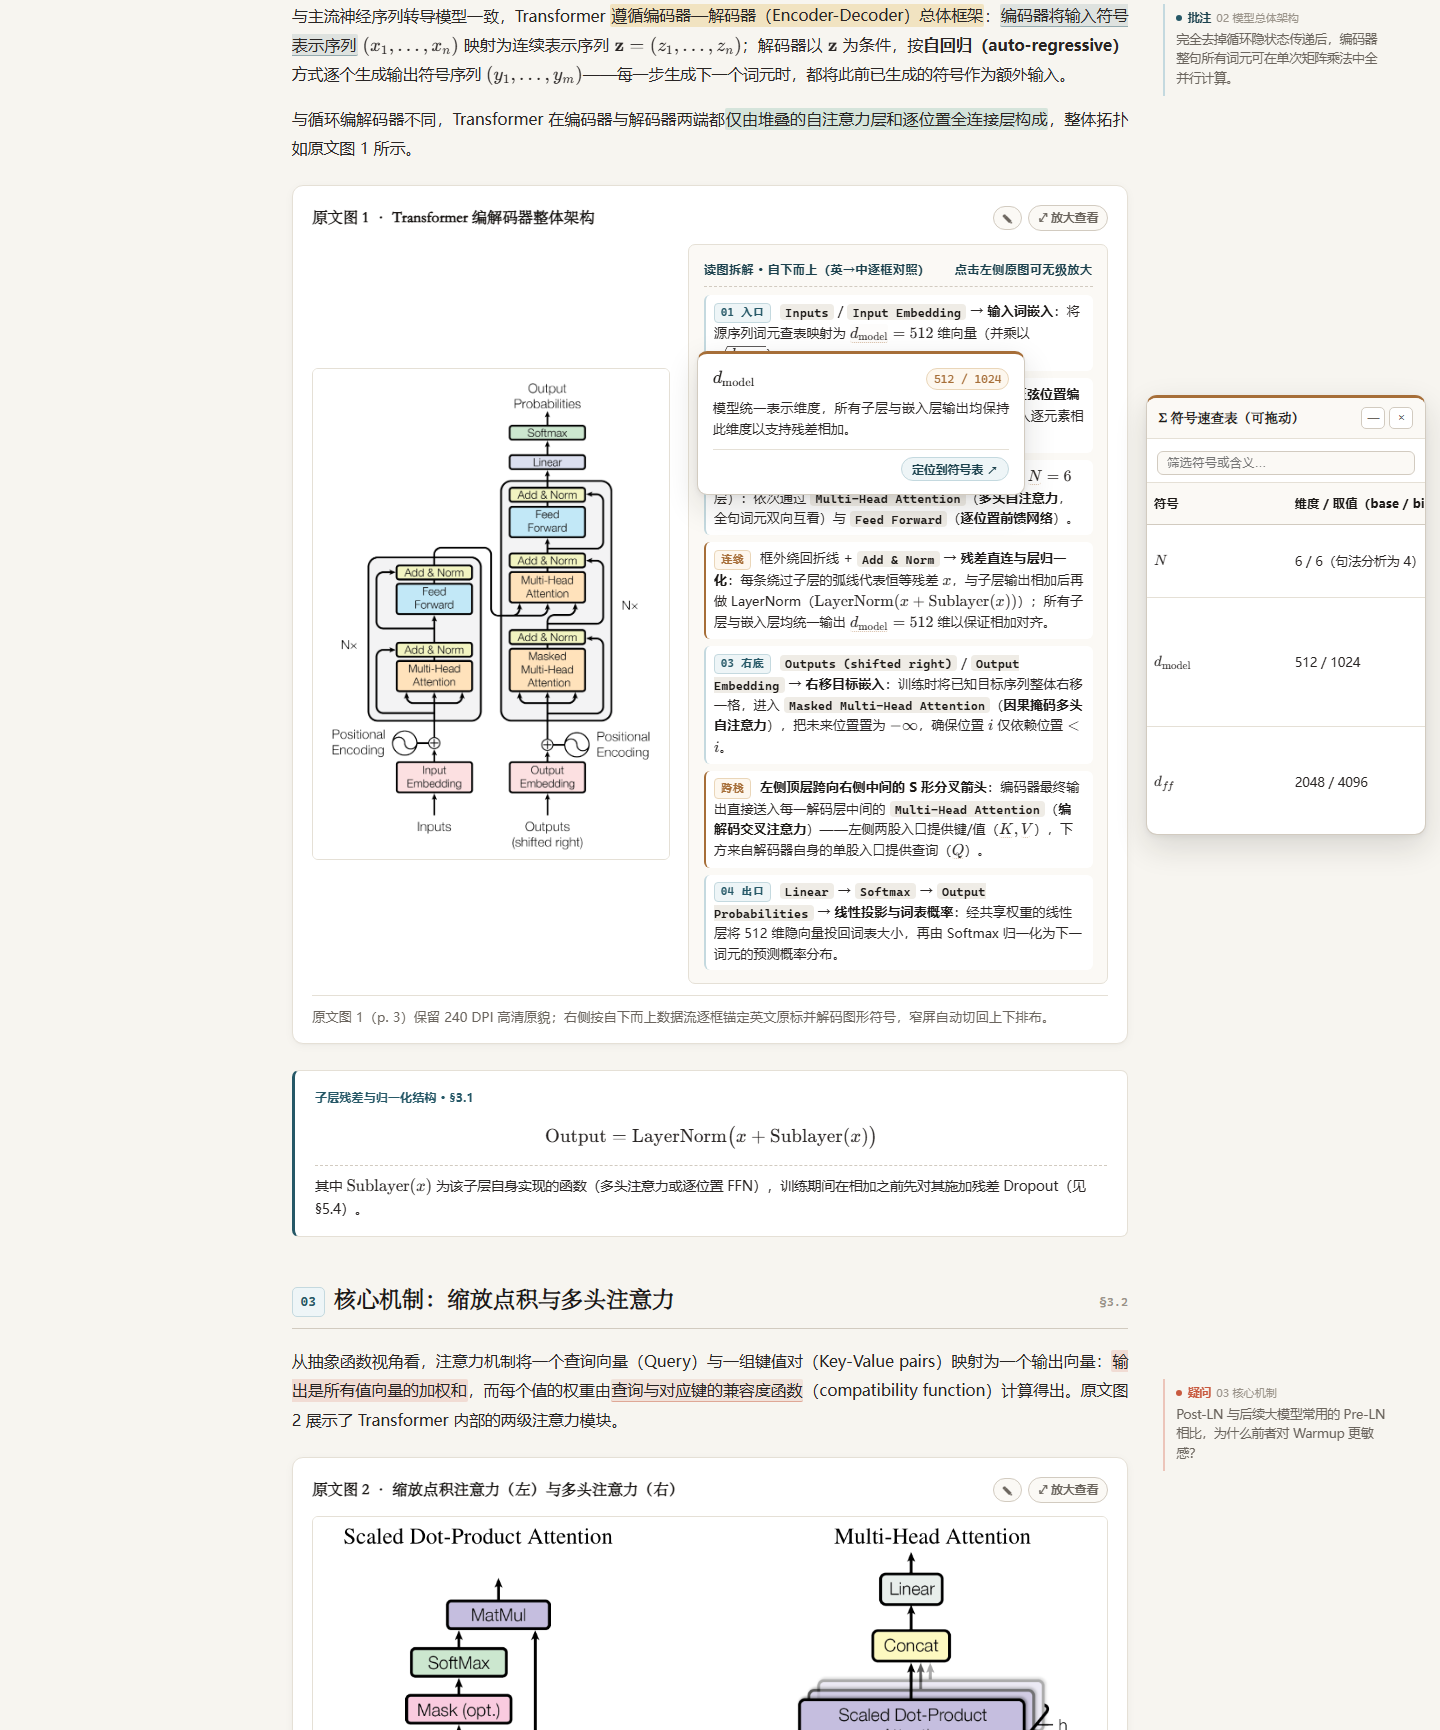 与主流神经序列转导模型一致，Transformer 遵循编码器—解码器（Encoder-Decoder）总体框架：编码器将输入符号
表示序列 (x₁, …, xₙ) 映射为连续表示序列 z = (z₁, …, zₙ)；解码器以 z 为条件，按自回归（auto-regressive）
方式逐个生成输出符号序列 (y₁, …, yₘ)——每一步生成下一个词元时，都将此前已生成的符号作为额外输入。
与循环编解码器不同，Transformer 在编码器与解码器两端都仅由堆叠的自注意力层和逐位置全连接层构成，整体拓扑
如原文图 1 所示。
批注 02 模型总体架构
完全去掉循环隐状态传递后，编码器
整句所有词元可在单次矩阵乘法中全
并行计算。
原文图 1 · Transformer 编解码器整体架构
⤢ 放大查看
Output
Probabilities
Softmax
Linear
Add & Norm
Feed
Forward
Add & Norm
Multi-Head
Attention
Add & Norm
Feed
Forward
N×
Add & Norm
Masked
Multi-Head
Attention
N×
Add & Norm
Multi-Head
Attention
Positional
Encoding
Positional
Encoding
Input
Embedding
Output
Embedding
Inputs
Outputs
(shifted right)
读图拆解 • 自下而上（英→中逐框对照）
点击左侧原图可无级放大
01 入口 Inputs / Input Embedding → 输入词嵌入：将
源序列词元查表映射为 d_model = 512 维向量（并乘以
d_model
512 / 1024
模型统一表示维度，所有子层与嵌入层输出均保持
此维度以支持残差相加。
定位到符号表 ↗
弦位置编
逐元素相
N = 6
层）：依次通过 Multi-Head Attention（多头自注意力，
全句词元双向互看）与 Feed Forward（逐位置前馈网络）。
连线 框外绕回折线 + Add & Norm → 残差直连与层归一
化：每条绕过子层的弧线代表恒等残差 x，与子层输出相加后再
做 LayerNorm（LayerNorm(x + Sublayer(x))）；所有子
层与嵌入层均统一输出 d_model = 512 维以保证相加对齐。
03 右底 Outputs (shifted right) / Output
Embedding → 右移目标嵌入：训练时将已知目标序列整体右移
一格，进入 Masked Multi-Head Attention（因果掩码多头
自注意力），把未来位置置为 −∞，确保位置 i 仅依赖位置 <
i。
跨栈 左侧顶层跨向右侧中间的 S 形分叉箭头：编码器最终输
出直接送入每一解码层中间的 Multi-Head Attention（编
解码交叉注意力）——左侧两股入口提供键/值（K, V），下
方来自解码器自身的单股入口提供查询（Q）。
04 出口 Linear → Softmax → Output
Probabilities → 线性投影与词表概率：经共享权重的线性
层将 512 维隐向量投回词表大小，再由 Softmax 归一化为下一
词元的预测概率分布。
原文图 1（p. 3）保留 240 DPI 高清原貌；右侧按自下而上数据流逐框锚定英文原标并解码图形符号，窄屏自动切回上下排布。
Σ 符号速查表（可拖动）
— ×
筛选符号或含义…
符号 维度 / 取值（base / bi
N 6 / 6（句法分析为 4）
d_model 512 / 1024
d_ff 2048 / 4096
子层残差与归一化结构 • §3.1
Output = LayerNorm(x + Sublayer(x))
其中 Sublayer(x) 为该子层自身实现的函数（多头注意力或逐位置 FFN），训练期间在相加之前先对其施加残差 Dropout（见
§5.4）。
03 核心机制：缩放点积与多头注意力 §3.2
从抽象函数视角看，注意力机制将一个查询向量（Query）与一组键值对（Key-Value pairs）映射为一个输出向量：输
出是所有值向量的加权和，而每个值的权重由查询与对应键的兼容度函数（compatibility function）计算得出。原文图
2 展示了 Transformer 内部的两级注意力模块。
疑问 03 核心机制
Post-LN 与后续大模型常用的 Pre-LN
相比，为什么前者对 Warmup 更敏
感？
原文图 2 · 缩放点积注意力（左）与多头注意力（右）
⤢ 放大查看
Scaled Dot-Product Attention
MatMul
SoftMax
Mask (opt.)
Multi-Head Attention
Linear
Concat
Scaled Dot-Product
h